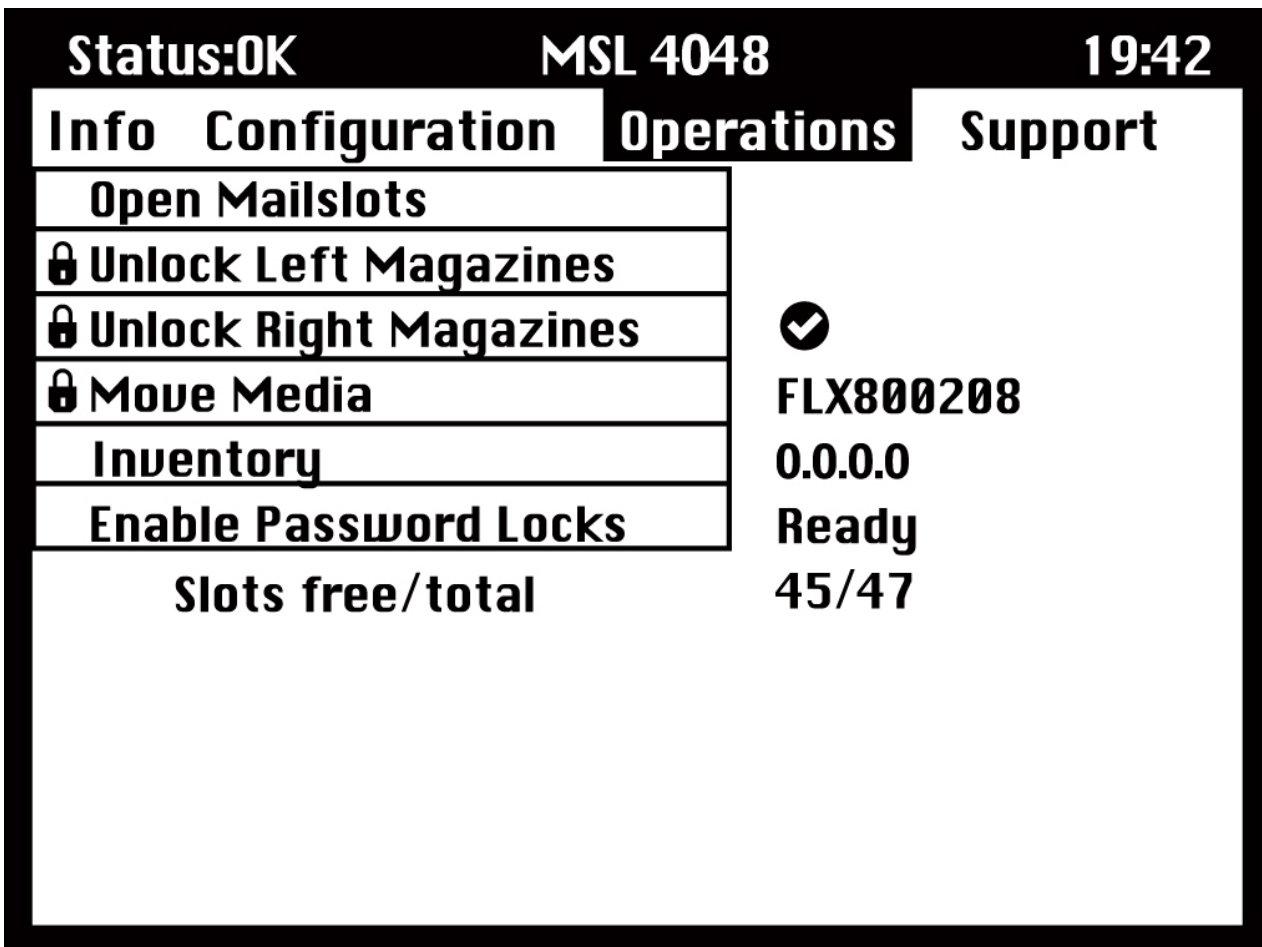 Status:OK MSL 4048 19:42
Info Configuration Operations Support
Open Mailslots
Unlock Left Magazines
Unlock Right Magazines
Move Media FLX800208
Inventory 0.0.0.0
Enable Password Locks Ready
Slots free/total 45/47